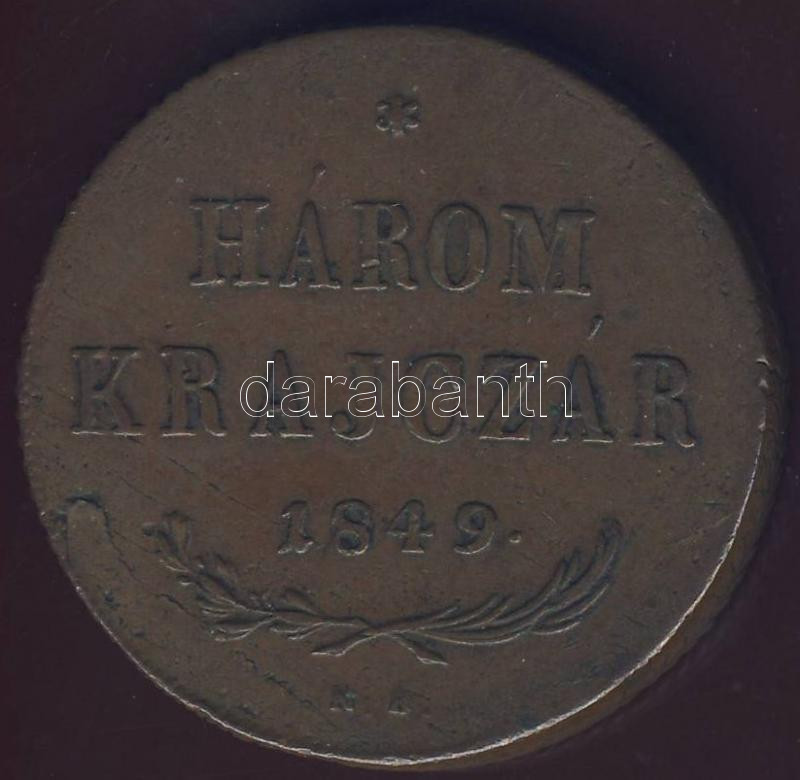 *
HÁROM
KRAJCZÁR
darabanth
1849.